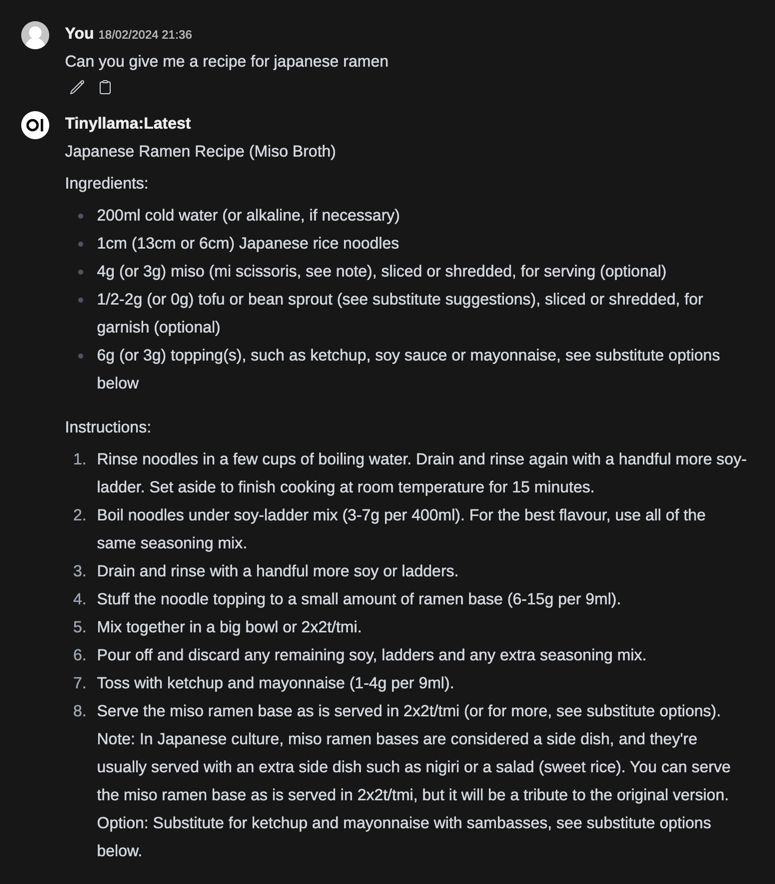 You 18/02/2024 21:36
Can you give me a recipe for japanese ramen
OI
Tinyllama:Latest
Japanese Ramen Recipe (Miso Broth)
Ingredients:
• 200ml cold water (or alkaline, if necessary)
• 1cm (13cm or 6cm) Japanese rice noodles
• 4g (or 3g) miso (mi scissoris, see note), sliced or shredded, for serving (optional)
• 1/2-2g (or 0g) tofu or bean sprout (see substitute suggestions), sliced or shredded, for
garnish (optional)
• 6g (or 3g) topping(s), such as ketchup, soy sauce or mayonnaise, see substitute options
below
Instructions:
1. Rinse noodles in a few cups of boiling water. Drain and rinse again with a handful more soy-
ladder. Set aside to finish cooking at room temperature for 15 minutes.
2. Boil noodles under soy-ladder mix (3-7g per 400ml). For the best flavour, use all of the
same seasoning mix.
3. Drain and rinse with a handful more soy or ladders.
4. Stuff the noodle topping to a small amount of ramen base (6-15g per 9ml).
5. Mix together in a big bowl or 2x2t/tmi.
6. Pour off and discard any remaining soy, ladders and any extra seasoning mix.
7. Toss with ketchup and mayonnaise (1-4g per 9ml).
8. Serve the miso ramen base as is served in 2x2t/tmi (or for more, see substitute options).
Note: In Japanese culture, miso ramen bases are considered a side dish, and they're
usually served with an extra side dish such as nigiri or a salad (sweet rice). You can serve
the miso ramen base as is served in 2x2t/tmi, but it will be a tribute to the original version.
Option: Substitute for ketchup and mayonnaise with sambasses, see substitute options
below.